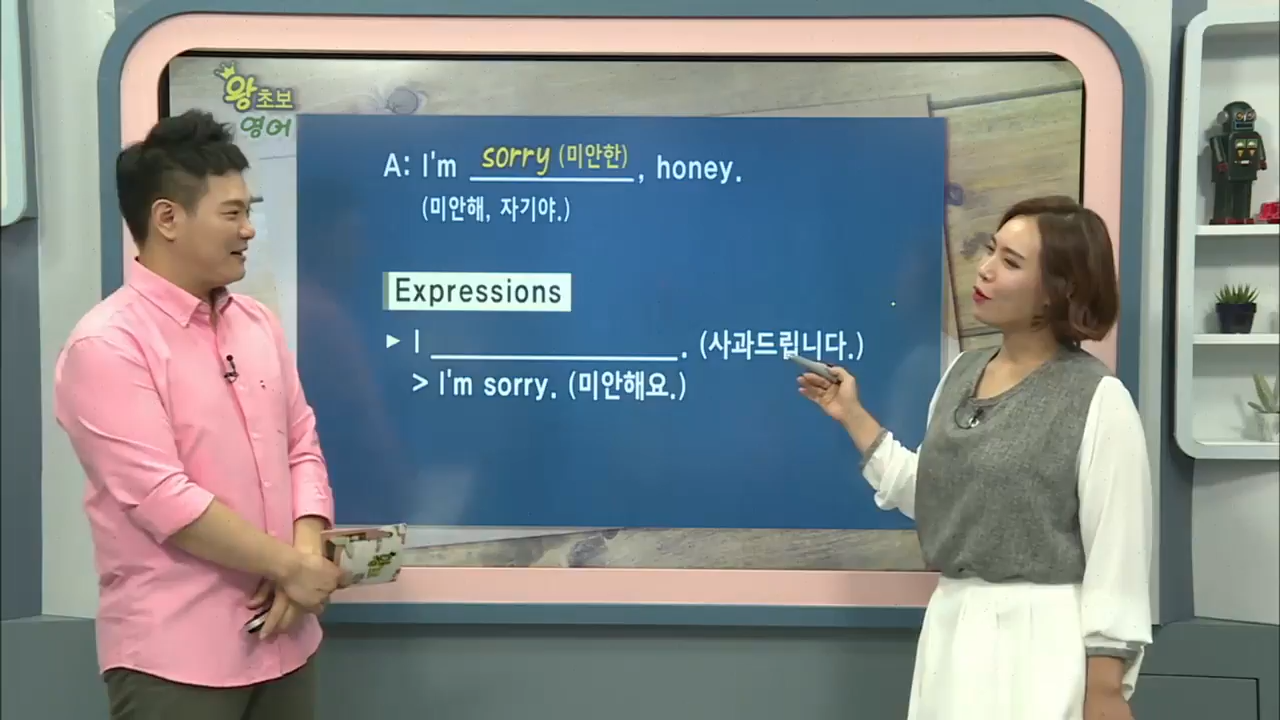 왕초보
영어
A: I'm sorry (미안한), honey.
(미안해, 자기야.)
Expressions
▶ I ____________. (사과드립니다.)
> I'm sorry. (미안해요.)